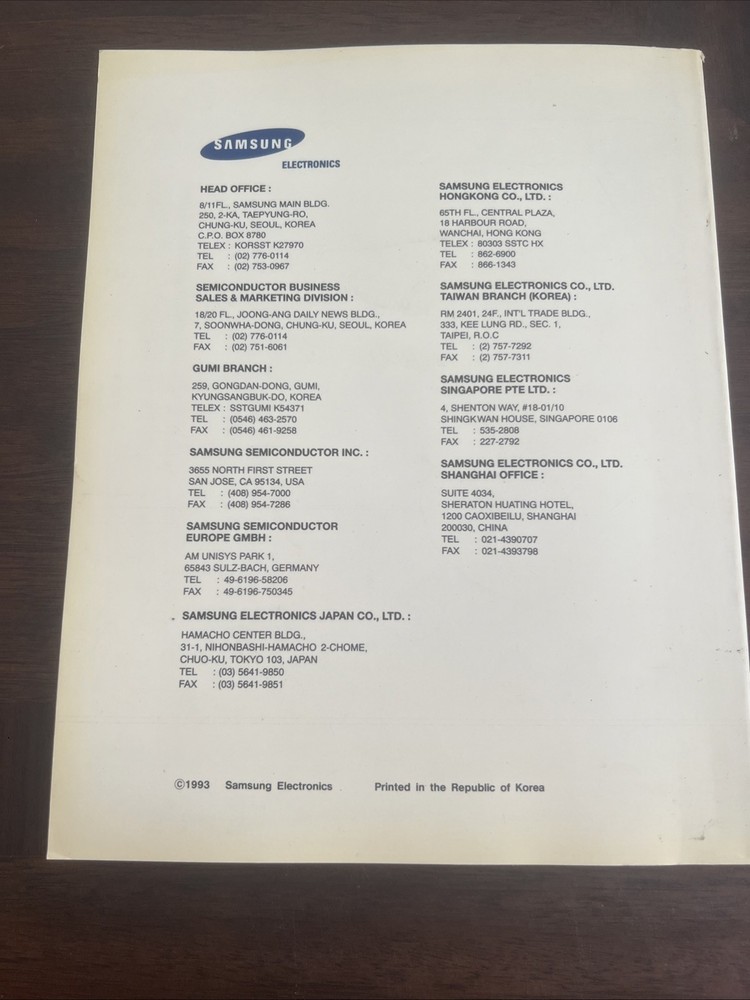 SAMSUNG
ELECTRONICS
HEAD OFFICE :
8/11FL., SAMSUNG MAIN BLDG.
250, 2-KA, TAEPYUNG-RO,
CHUNG-KU, SEOUL, KOREA
C.P.O. BOX 8780
TELEX : KORSST K27970
TEL : (02) 776-0114
FAX : (02) 753-0967
SEMICONDUCTOR BUSINESS
SALES & MARKETING DIVISION :
18/20 FL., JOONG-ANG DAILY NEWS BLDG.,
7, SOONWHA-DONG, CHUNG-KU, SEOUL, KOREA
TEL : (02) 776-0114
FAX : (02) 751-6061
GUMI BRANCH :
259, GONGDAN-DONG, GUMI,
KYUNGSANGBUK-DO, KOREA
TELEX : SSTGUMI K54371
TEL : (0546) 463-2570
FAX : (0546) 461-9258
SAMSUNG SEMICONDUCTOR INC. :
3655 NORTH FIRST STREET
SAN JOSE, CA 95134, USA
TEL : (408) 954-7000
FAX : (408) 954-7286
SAMSUNG SEMICONDUCTOR
EUROPE GMBH :
AM UNISYS PARK 1,
65843 SULZ-BACH, GERMANY
TEL : 49-6196-58206
FAX : 49-6196-750345
SAMSUNG ELECTRONICS JAPAN CO., LTD. :
HAMACHO CENTER BLDG.,
31-1, NIHONBASHI-HAMACHO 2-CHOME,
CHUO-KU, TOKYO 103, JAPAN
TEL : (03) 5641-9850
FAX : (03) 5641-9851
SAMSUNG ELECTRONICS
HONGKONG CO., LTD. :
65TH FL., CENTRAL PLAZA,
18 HARBOUR ROAD,
WANCHAI, HONG KONG
TELEX : 80303 SSTC HX
TEL : 862-6900
FAX : 866-1343
SAMSUNG ELECTRONICS CO., LTD.
TAIWAN BRANCH (KOREA) :
RM 2401, 24F., INT'L TRADE BLDG.,
333, KEE LUNG RD., SEC. 1,
TAIPEI, R.O.C
TEL : (2) 757-7292
FAX : (2) 757-7311
SAMSUNG ELECTRONICS
SINGAPORE PTE LTD. :
4, SHENTON WAY, #18-01/10
SHINGKWAN HOUSE, SINGAPORE 0106
TEL : 535-2808
FAX : 227-2792
SAMSUNG ELECTRONICS CO., LTD.
SHANGHAI OFFICE :
SUITE 4034,
SHERATON HUATING HOTEL,
1200 CAOXIBEILU, SHANGHAI
200030, CHINA
TEL : 021-4390707
FAX : 021-4393798
©1993 Samsung Electronics Printed in the Republic of Korea